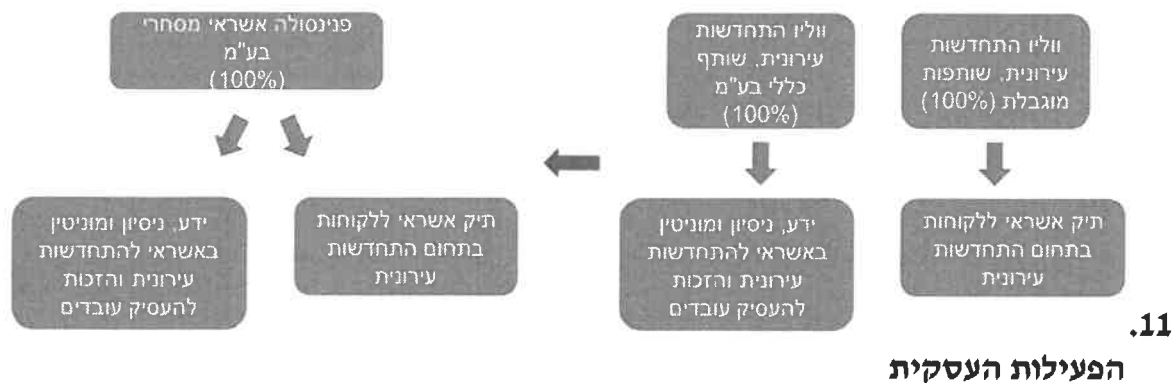 ווליו התחדשות
עירונית, שותפות
מוגבלת (100%)
ווליו התחדשות
עירונית, שותף
כללי בע"מ
(100%)
פנינסולה אשראי מסחרי
בע"מ
(100%)
תיק אשראי ללקוחות
בתחום התחדשות
עירונית
ידע, ניסיון ומוניטין
באשראי להתחדשות
עירונית והזכות
להעסיק עובדים
תיק אשראי ללקוחות
בתחום התחדשות
עירונית
ידע, ניסיון ומוניטין
באשראי להתחדשות
עירונית והזכות
להעסיק עובדים
11.
הפעילות העסקית